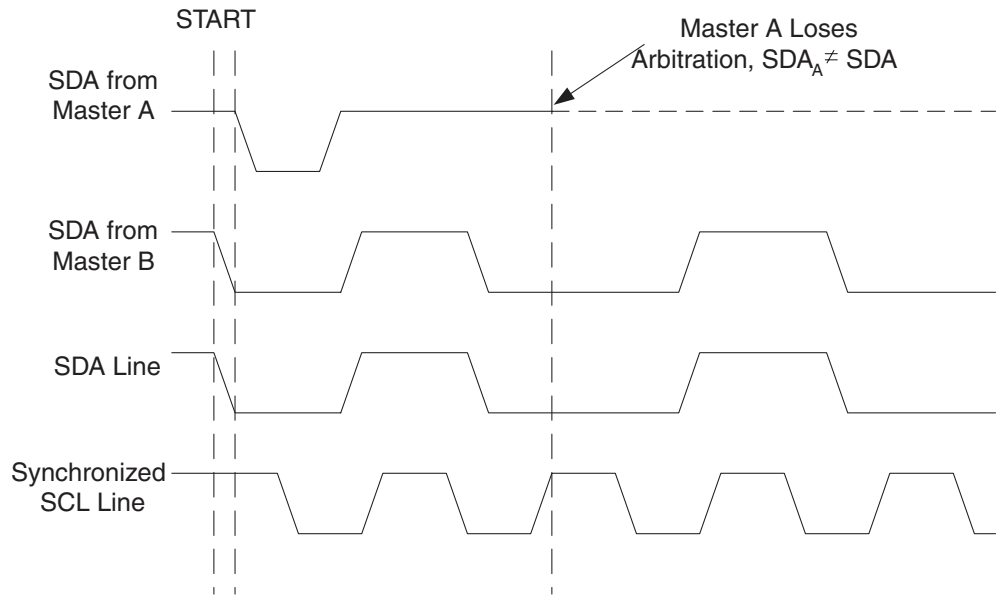 START
Master A Loses
Arbitration, SDA_A ≠ SDA
SDA from
Master A
SDA from
Master B
SDA Line
Synchronized
SCL Line